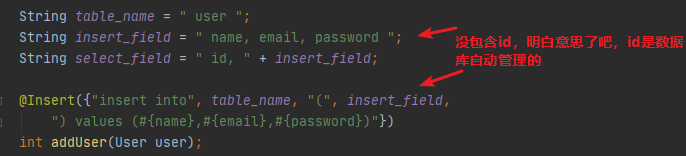 String table_name = " user ";
String insert_field = " name, email, password ";
String select_field = " id, " + insert_field;
没包含id，明白意思了吧，id是数据
库自动管理的
@Insert({"insert into", table_name, "(", insert_field,
") values (#{name},#{email},#{password})"})
int addUser(User user);